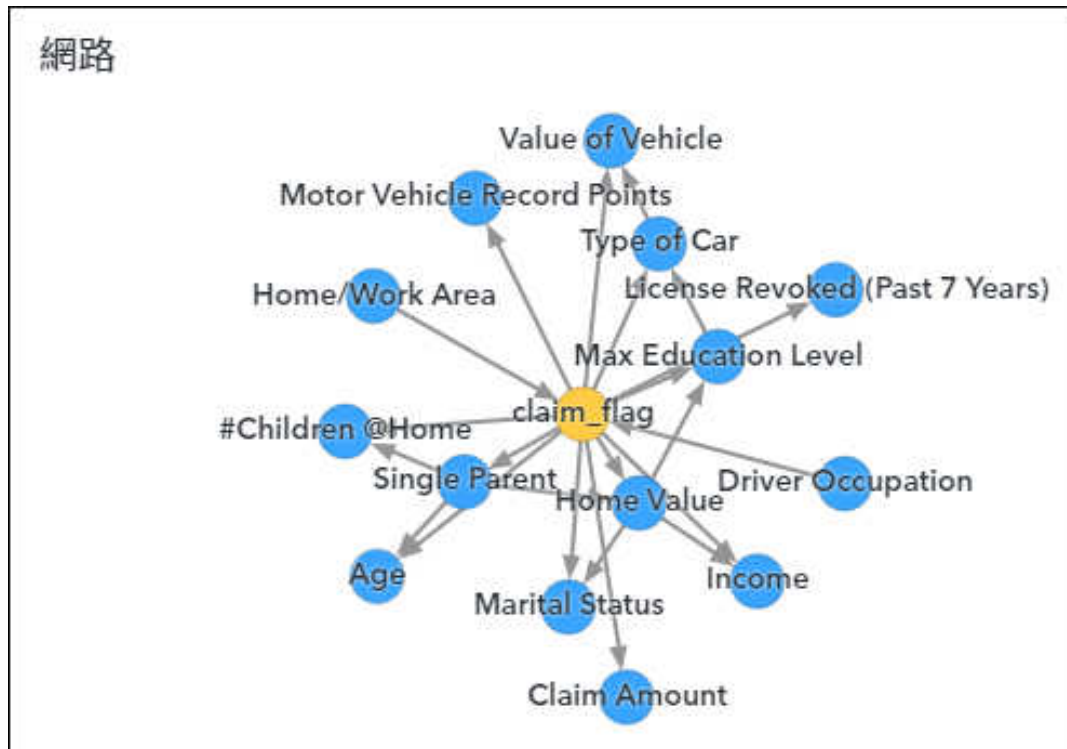 網路
Value of Vehicle
Motor Vehicle Record Points
Type of Car
Home/Work Area
License Revoked (Past 7 Years)
Max Education Level
claim_flag
#Children @Home
Single Parent
Driver Occupation
Home Value
Age
Income
Marital Status
Claim Amount